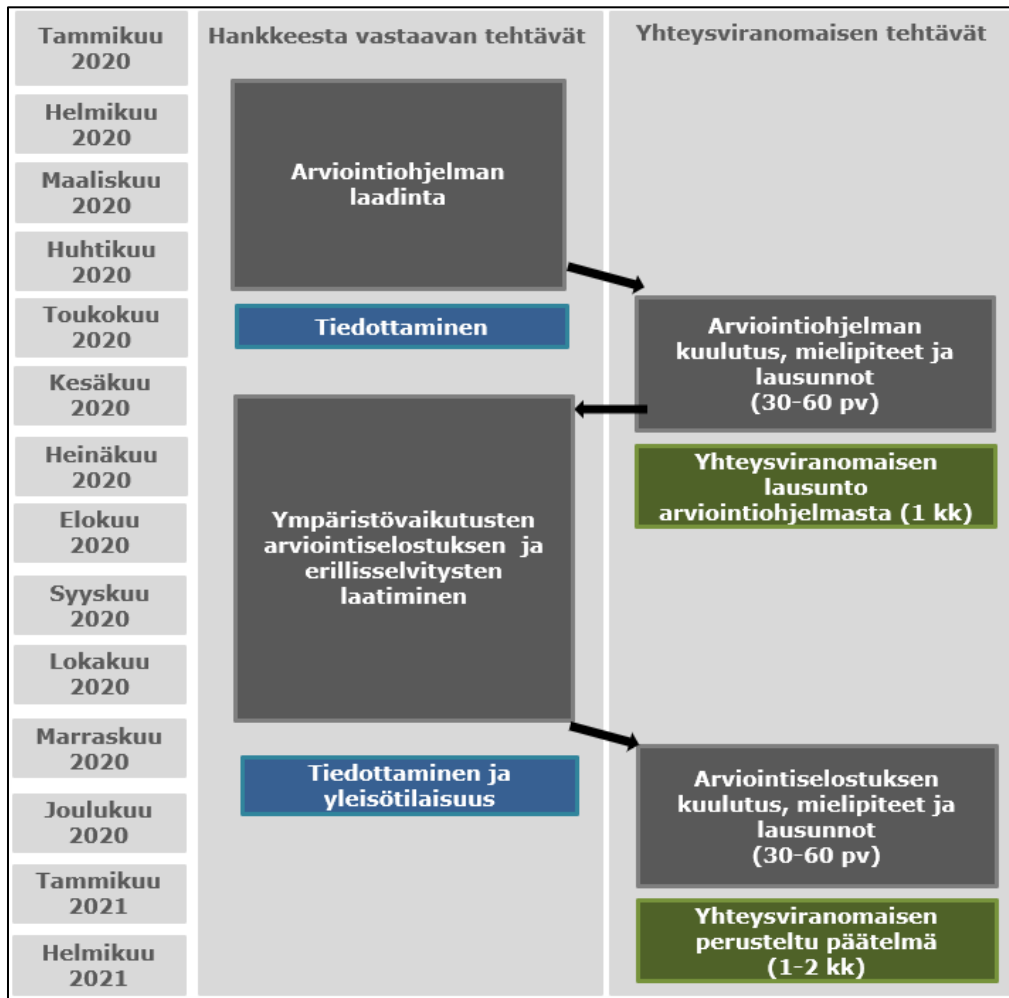 Tammikuu
2020
Helmikuu
2020
Maaliskuu
2020
Huhtikuu
2020
Toukokuu
2020
Kesäkuu
2020
Heinäkuu
2020
Elokuu
2020
Syyskuu
2020
Lokakuu
2020
Marraskuu
2020
Joulukuu
2020
Tammikuu
2021
Helmikuu
2021
Hankkeesta vastaavan tehtävät
Arviointiohjelman
laadinta
Tiedottaminen
Ympäristövaikutusten
arviointiselostuksen ja
erillisselvitysten
laatiminen
Tiedottaminen ja
yleisötilaisuus
Yhteysviranomaisen tehtävät
Arviointiohjelman
kuulutus, mielipiteet ja
lausunnot
(30-60 pv)
Yhteysviranomaisen
lausunto
arviointiohjelmasta (1 kk)
Arviointiselostuksen
kuulutus, mielipiteet ja
lausunnot
(30-60 pv)
Yhteysviranomaisen
perusteltu päätelmä
(1-2 kk)